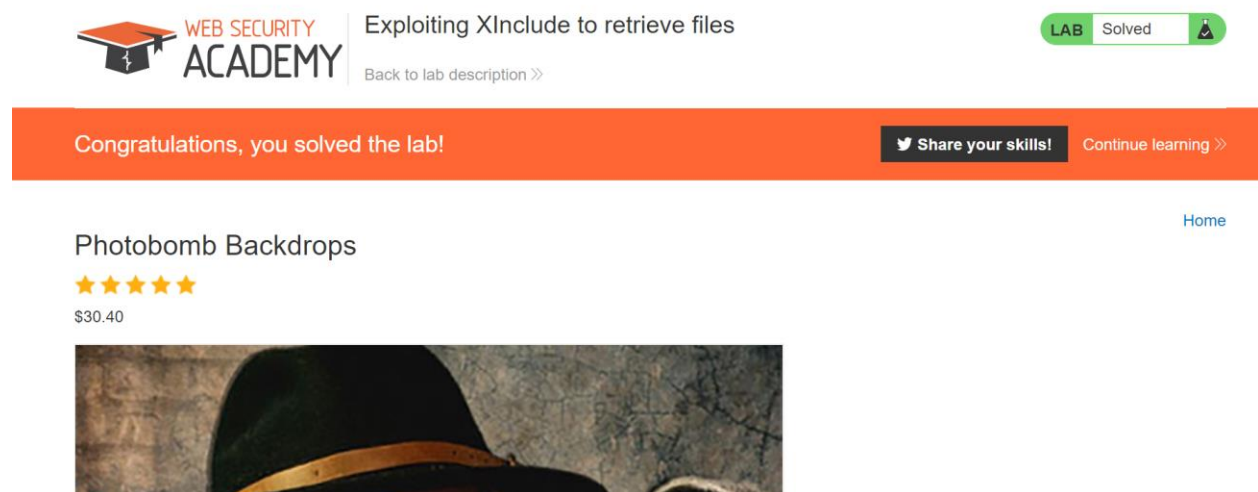 WEB SECURITY
ACADEMY
Exploiting XInclude to retrieve files
Back to lab description
LAB Solved
Congratulations, you solved the lab!
Share your skills!
Continue learning
Home
Photobomb Backdrops
$30.40